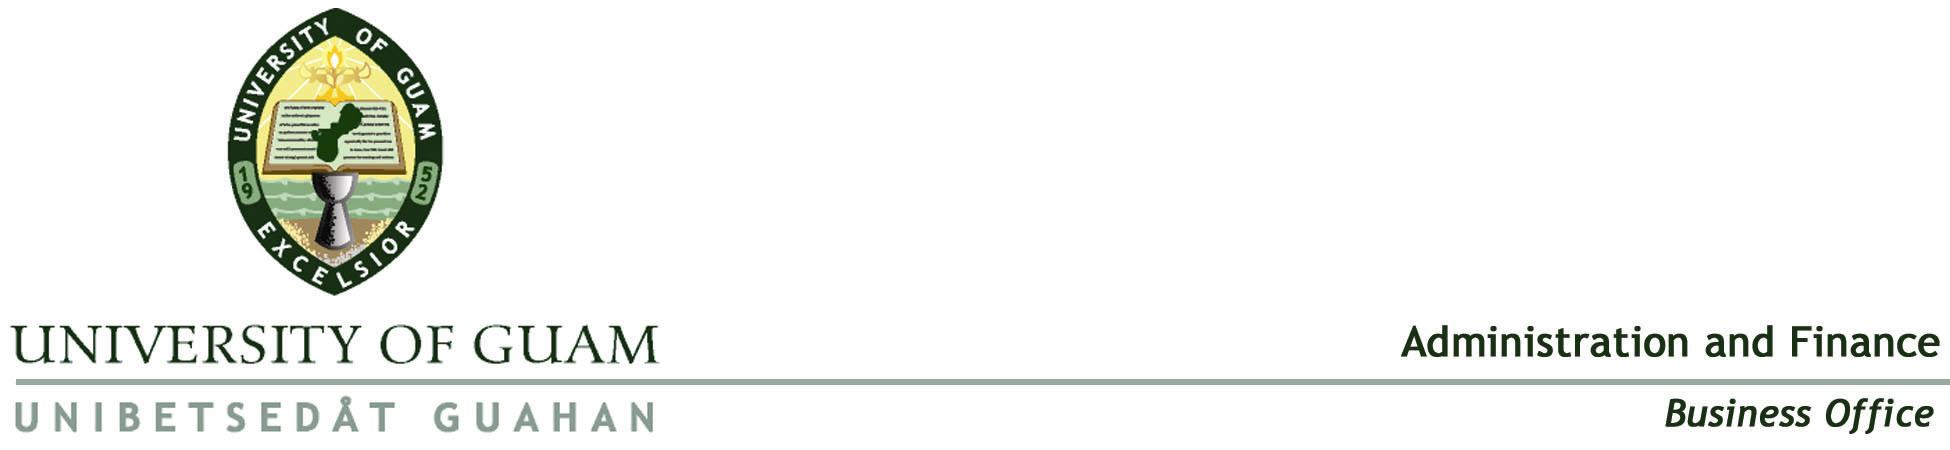 UNIVERSITY OF GUAM
19 52
EXCELSIOR
UNIVERSITY OF GUAM
Administration and Finance
UNIBETSEDÅT GUAHAN
Business Office